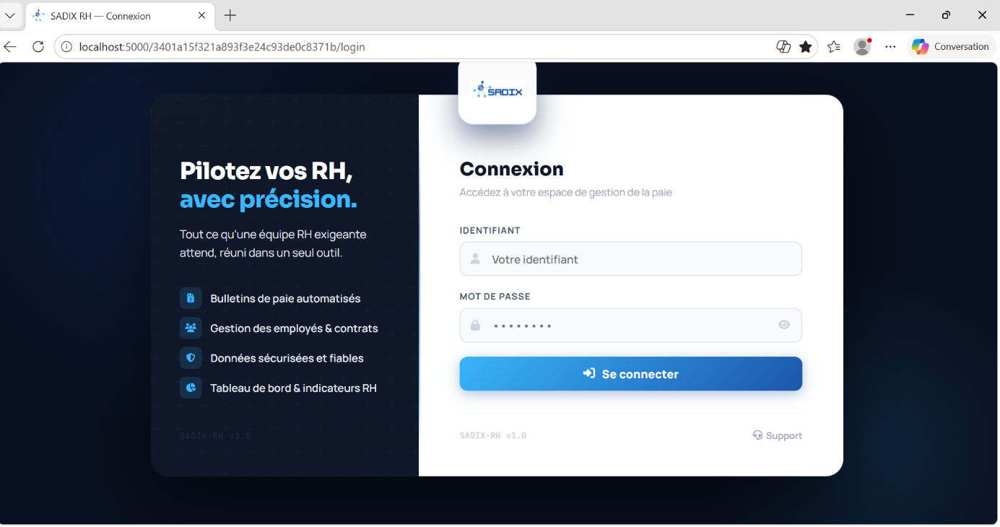 SADIX RH — Connexion
localhost:5000/3401a15f321a893f3e24c93de0c8371b/login
Conversation
SADIX
Pilotez vos RH,
avec précision.
Tout ce qu'une équipe RH exigeante
attend, réuni dans un seul outil.
Bulletins de paie automatisés
Gestion des employés & contrats
Données sécurisées et fiables
Tableau de bord & indicateurs RH
SADIX-RH v1.0
Connexion
Accédez à votre espace de gestion de la paie
IDENTIFIANT
Votre identifiant
MOT DE PASSE
••••••••
Se connecter
SADIX-RH v1.0
Support